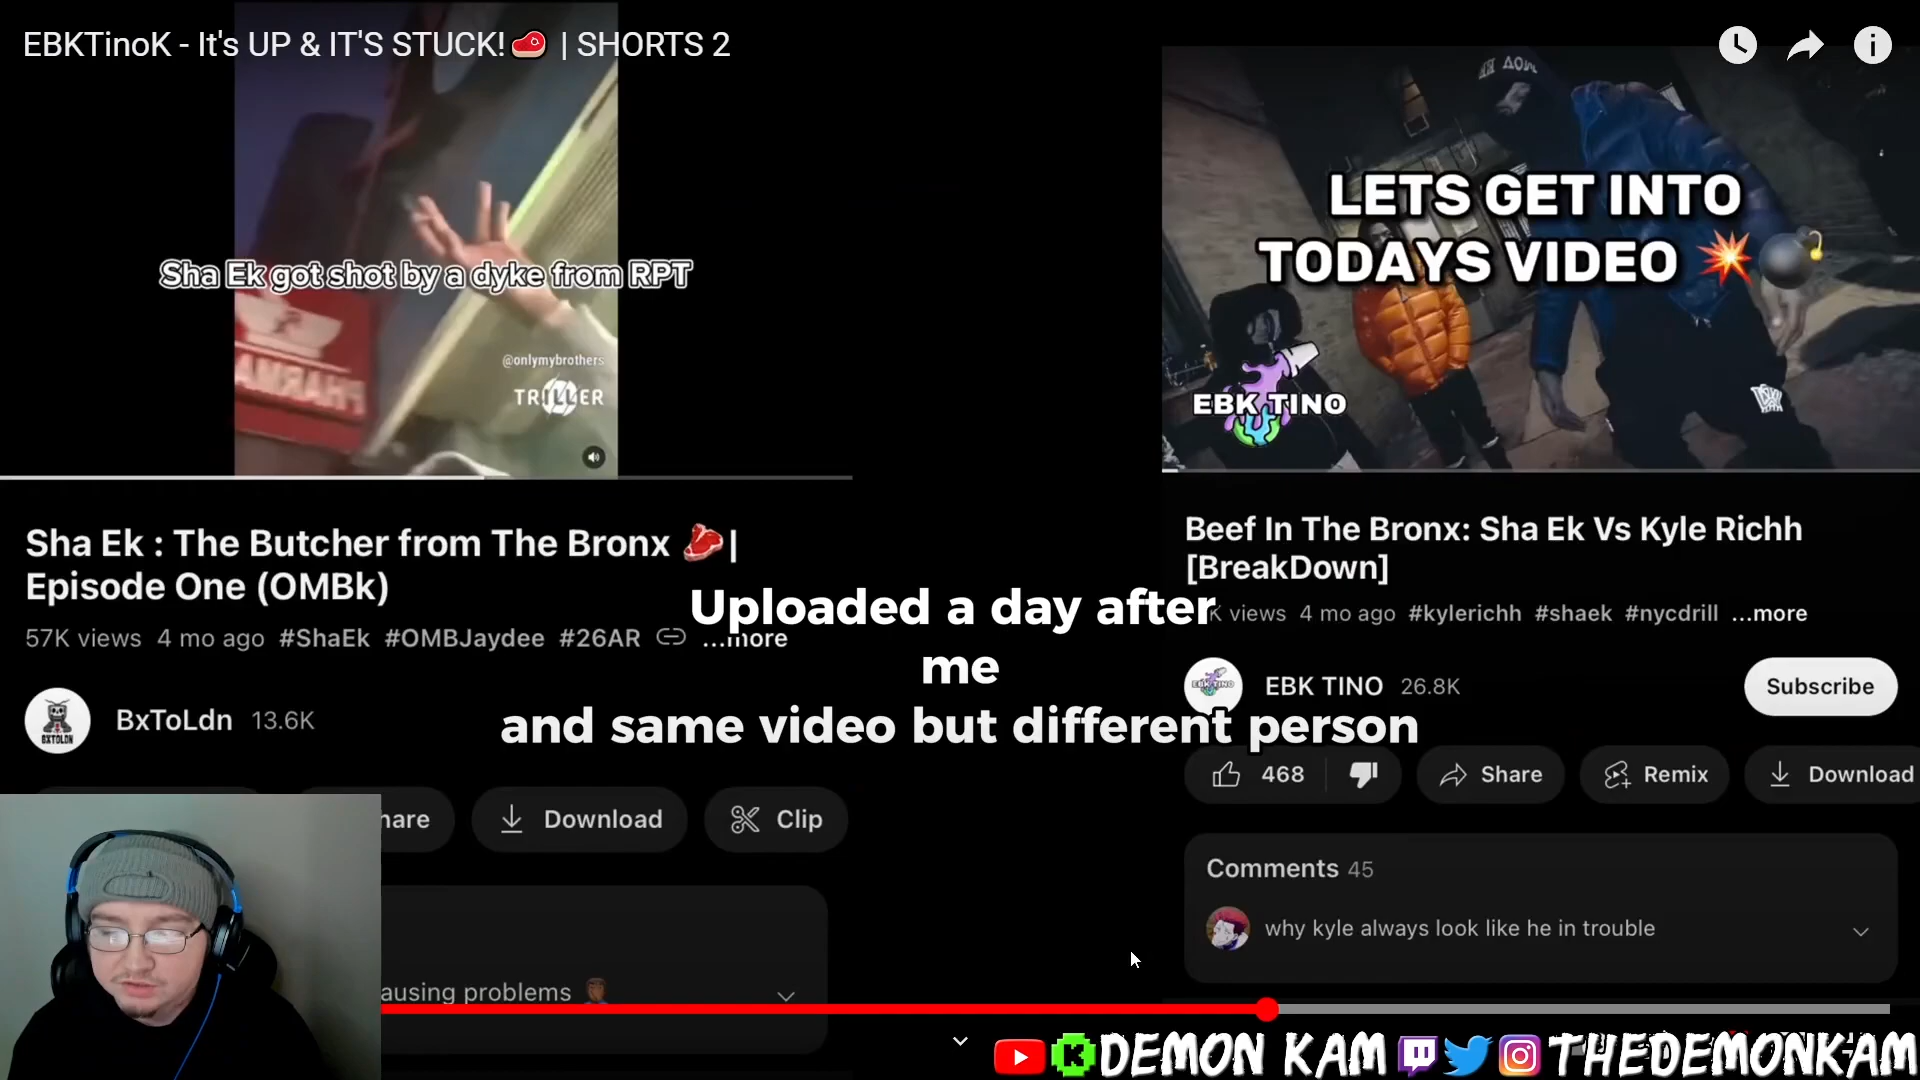 EBKTinoK - It's UP & IT'S STUCK!🥩 | SHORTS 2
Sha Ek got shot by a dyke from RPT
@onlymybrothers
TRILLER
PHARMA
LETS GET INTO
TODAYS VIDEO 💥💣
EBK TINO
Sha Ek : The Butcher from The Bronx 🥩|
Episode One (OMBk)
57K views 4 mo ago #ShaEk #OMBJaydee #26AR ...more
BxToLdn 13.6K
BXTOLDN
Beef In The Bronx: Sha Ek Vs Kyle Richh
[BreakDown]
K views 4 mo ago #kylerichh #shaek #nycdrill ...more
EBK TINO 26.8K
Subscribe
Uploaded a day after
me
and same video but different person
468 Share Remix Download
hare Download Clip
Comments 45
why kyle always look like he in trouble
ausing problems
DEMON KAM THEDEMONKAM